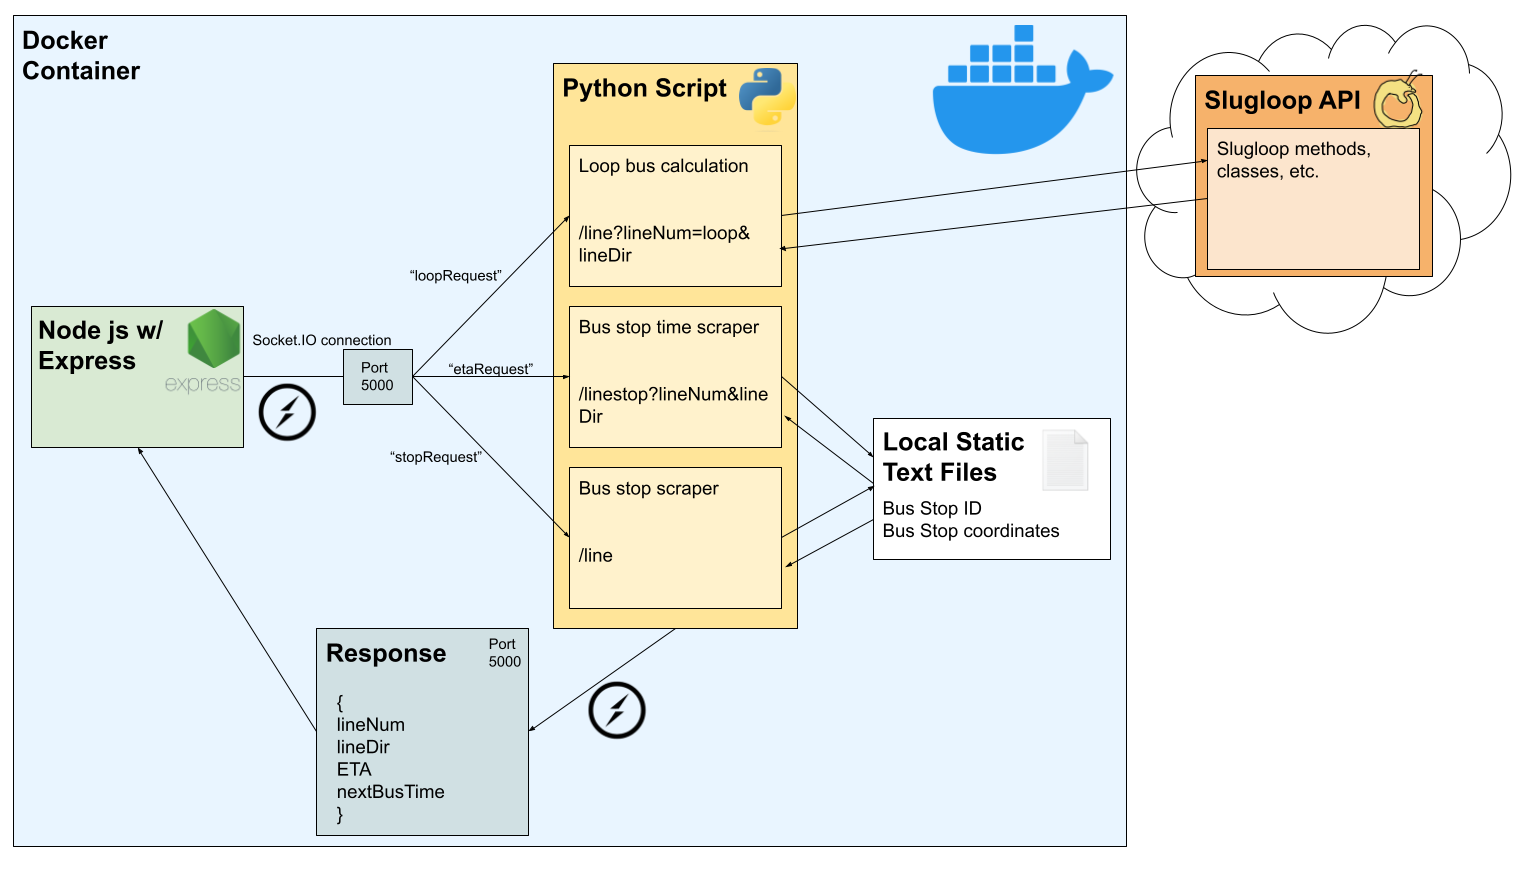 Docker
Container
Python Script
Slugloop API
Slugloop methods,
classes, etc.
Loop bus calculation
/line?lineNum=loop&
lineDir
“loopRequest”
Node js w/
Express
express
Socket.IO connection
Port
5000
“etaRequest”
Bus stop time scraper
/linestop?lineNum&line
Dir
“stopRequest”
Bus stop scraper
/line
Local Static
Text Files
Bus Stop ID
Bus Stop coordinates
Response
Port
5000
{
lineNum
lineDir
ETA
nextBusTime
}